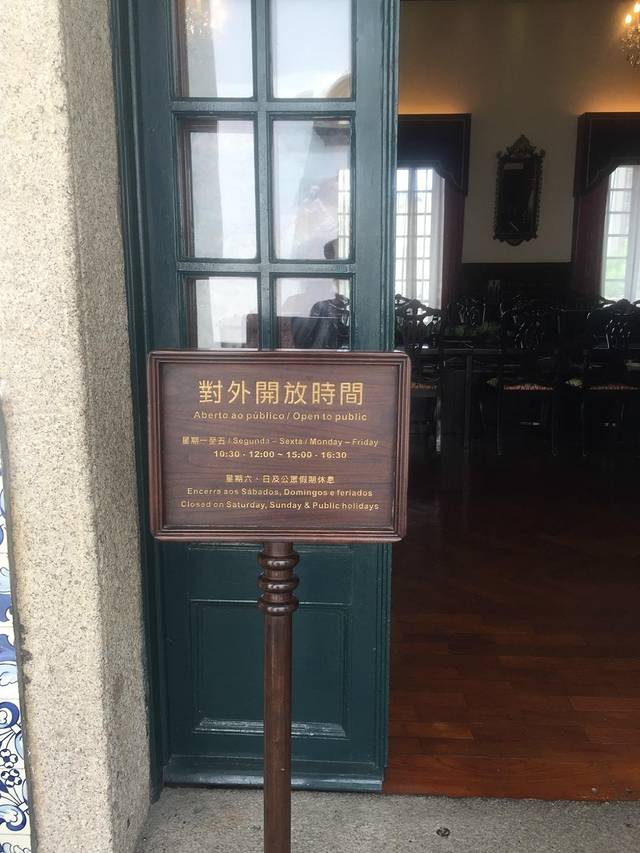 對外開放時間
Aberto ao público / Open to public
星期一至五 / Segunda – Sexta / Monday – Friday
10:30 - 12:00 ~ 15:00 - 16:30
星期六、日及公眾假期休息
Encerra aos Sábados, Domingos e feriados
Closed on Saturday, Sunday & Public holidays